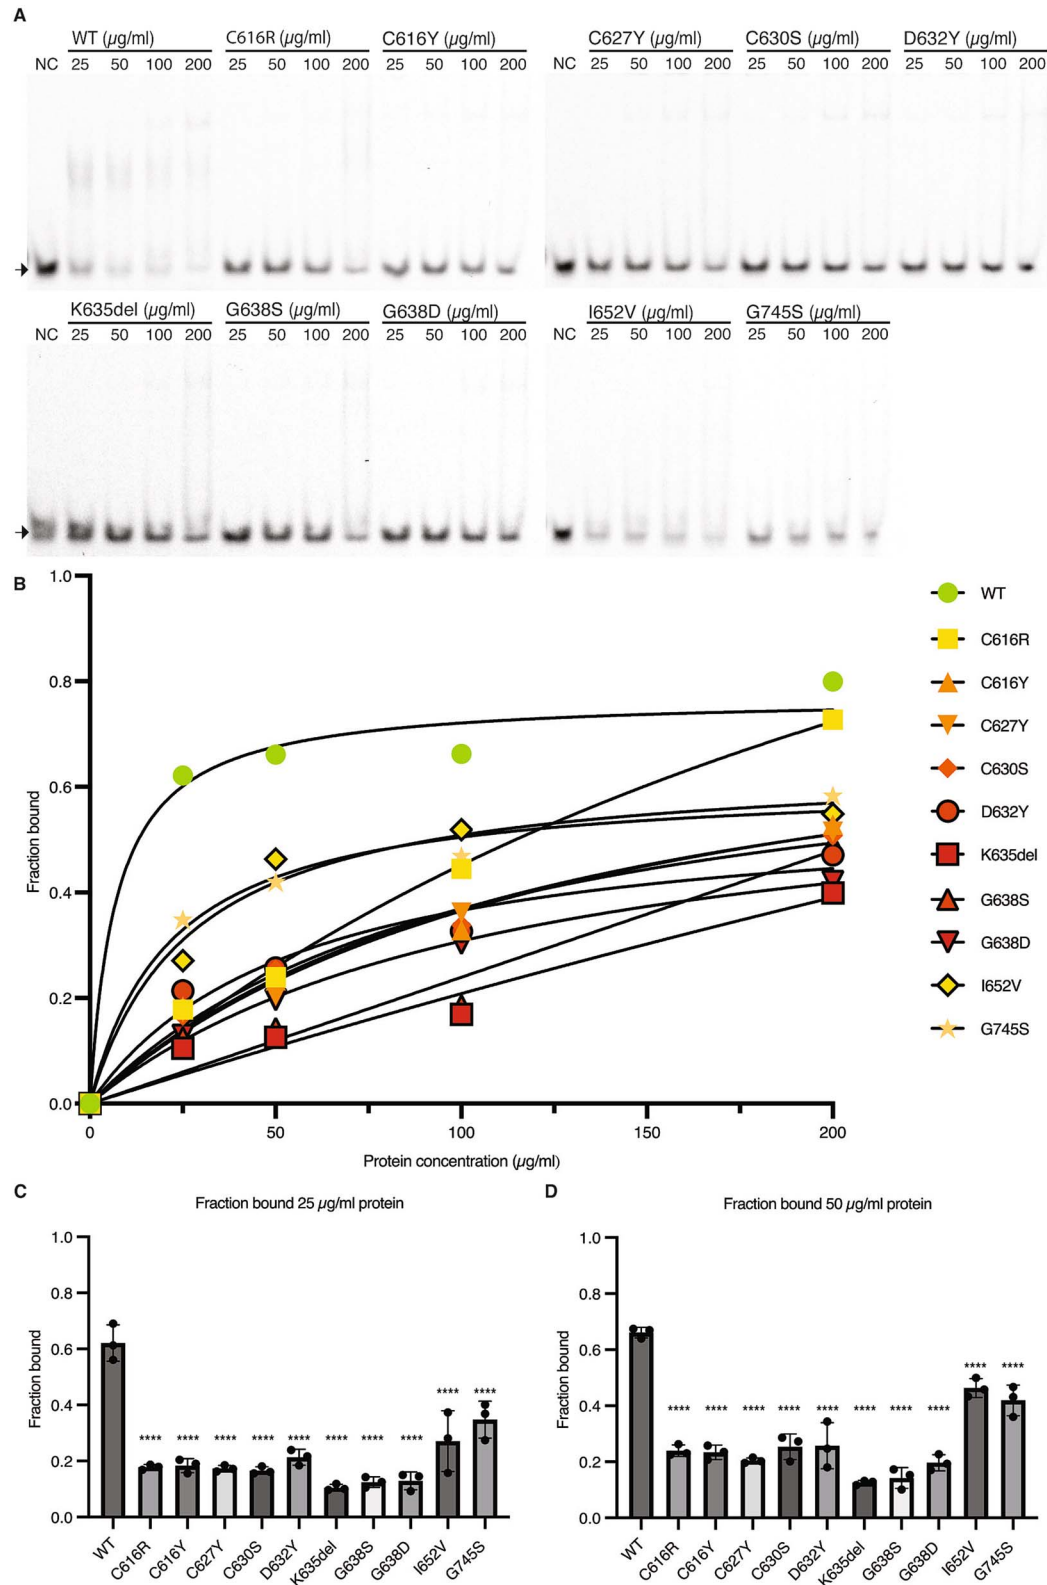 A
WT (µg/ml) C616R (µg/ml) C616Y (µg/ml) C627Y (µg/ml) C630S (µg/ml) D632Y (µg/ml)
NC 25 50 100 200 25 50 100 200 25 50 100 200 NC 25 50 100 200 25 50 100 200 25 50 100 200
K635del (µg/ml) G638S (µg/ml) G638D (µg/ml) I652V (µg/ml) G745S (µg/ml)
NC 25 50 100 200 25 50 100 200 25 50 100 200 NC 25 50 100 200 25 50 100 200
B
1.0
0.8
0.6
0.4
0.2
0.0
Fraction bound
0 50 100 150 200
Protein concentration (µg/ml)
WT
C616R
C616Y
C627Y
C630S
D632Y
K635del
G638S
G638D
I652V
G745S
C
Fraction bound 25 µg/ml protein
1.0
0.8
0.6
0.4
0.2
0.0
Fraction bound
**** **** **** **** **** **** **** **** **** ****
WT C616R C616Y C627Y C630S D632Y K635del G638S G638D I652V G745S
D
Fraction bound 50 µg/ml protein
1.0
0.8
0.6
0.4
0.2
0.0
Fraction bound
**** **** **** **** **** **** **** **** **** ****
WT C616R C616Y C627Y C630S D632Y K635del G638S G638D I652V G745S